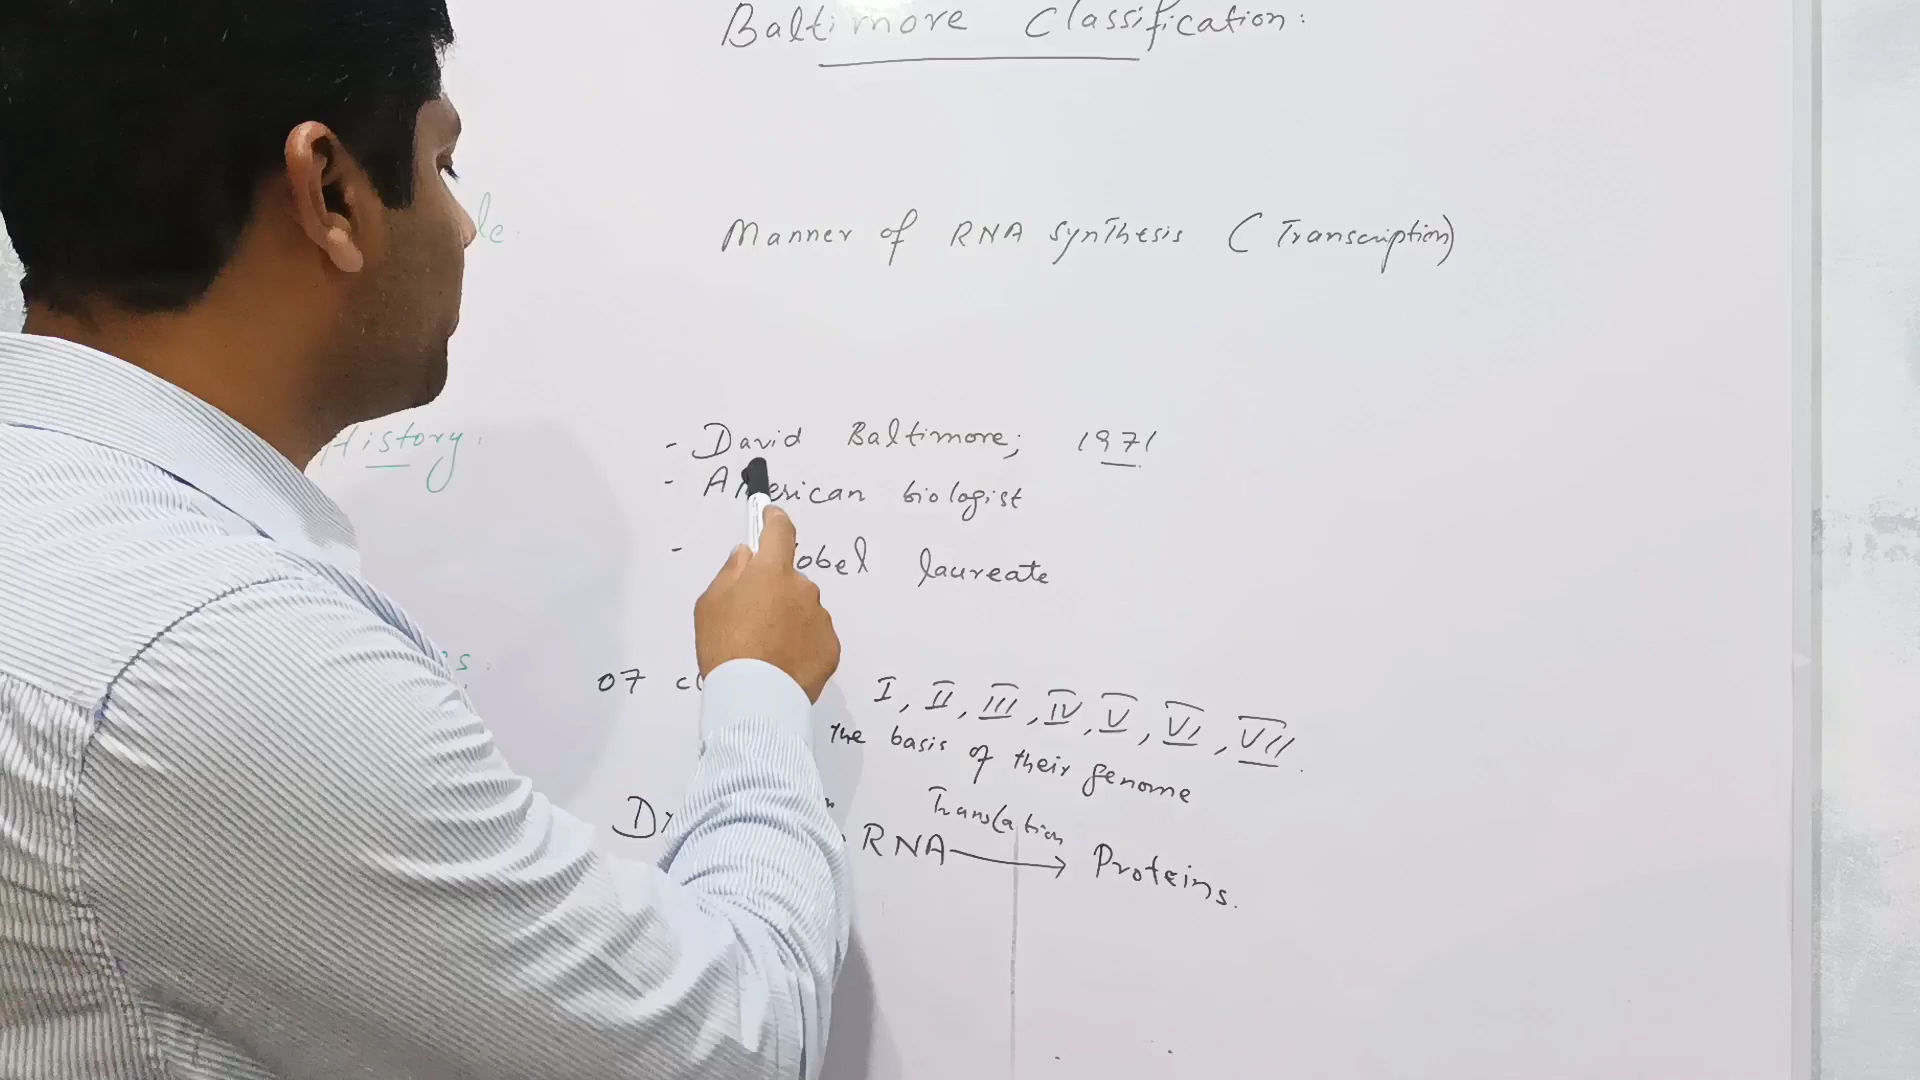 Baltimore Classification:
Manner of RNA Synthesis (Transcription)
History:
- David Baltimore; 1971
- American biologist
- Nobel laureate
07 I, II, III, IV, V, VI, VII.
the basis of their genome
Translation
RNA → Proteins.